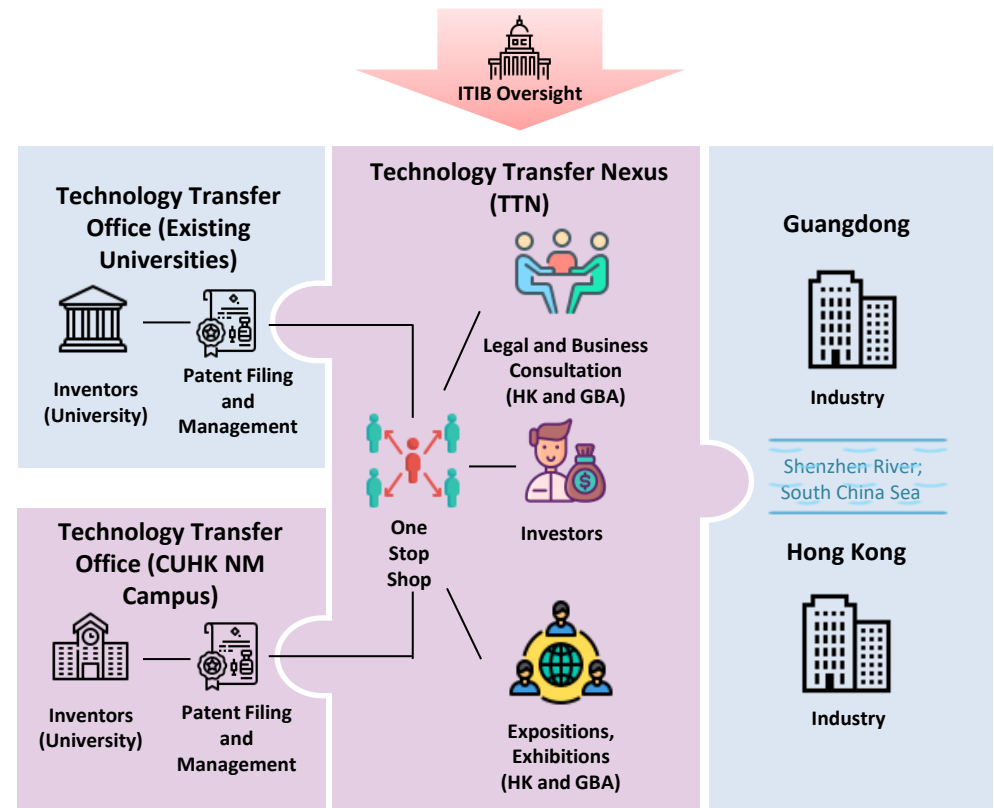 ITIB Oversight
Technology Transfer
Office (Existing
Universities)
Inventors
(University)
Patent Filing
and
Management
Technology Transfer
Office (CUHK NM
Campus)
Inventors
(University)
Patent Filing
and
Management
Technology Transfer Nexus
(TTN)
Legal and Business
Consultation
(HK and GBA)
One
Stop
Shop
Investors
Expositions,
Exhibitions
(HK and GBA)
Guangdong
Industry
Shenzhen River;
South China Sea
Hong Kong
Industry